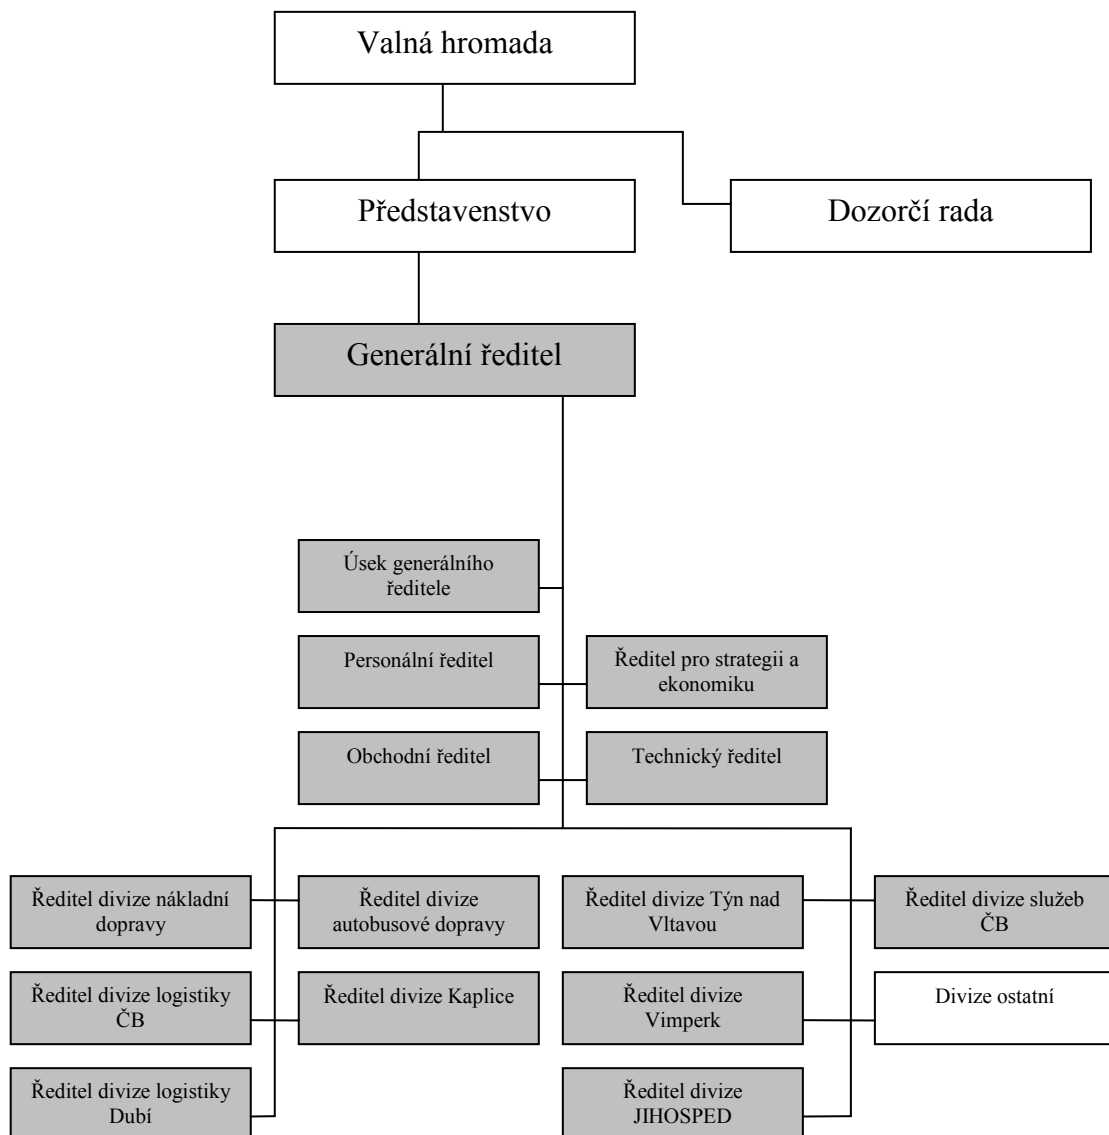 Valná hromada
Představenstvo
Dozorčí rada
Generální ředitel
Úsek generálního
ředitele
Personální ředitel
Ředitel pro strategii a
ekonomiku
Obchodní ředitel
Technický ředitel
Ředitel divize nákladní
dopravy
Ředitel divize
autobusové dopravy
Ředitel divize Týn nad
Vltavou
Ředitel divize služeb
ČB
Ředitel divize logistiky
ČB
Ředitel divize Kaplice
Ředitel divize
Vimperk
Divize ostatní
Ředitel divize logistiky
Dubí
Ředitel divize
JIHOSPED